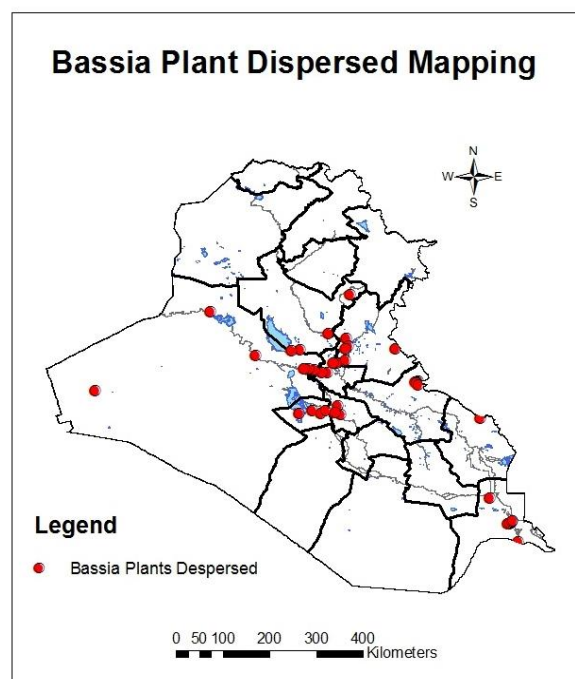 Bassia Plant Dispersed Mapping
N
W E
S
Legend
Bassia Plants Despersed
0 50 100 200 300 400
Kilometers